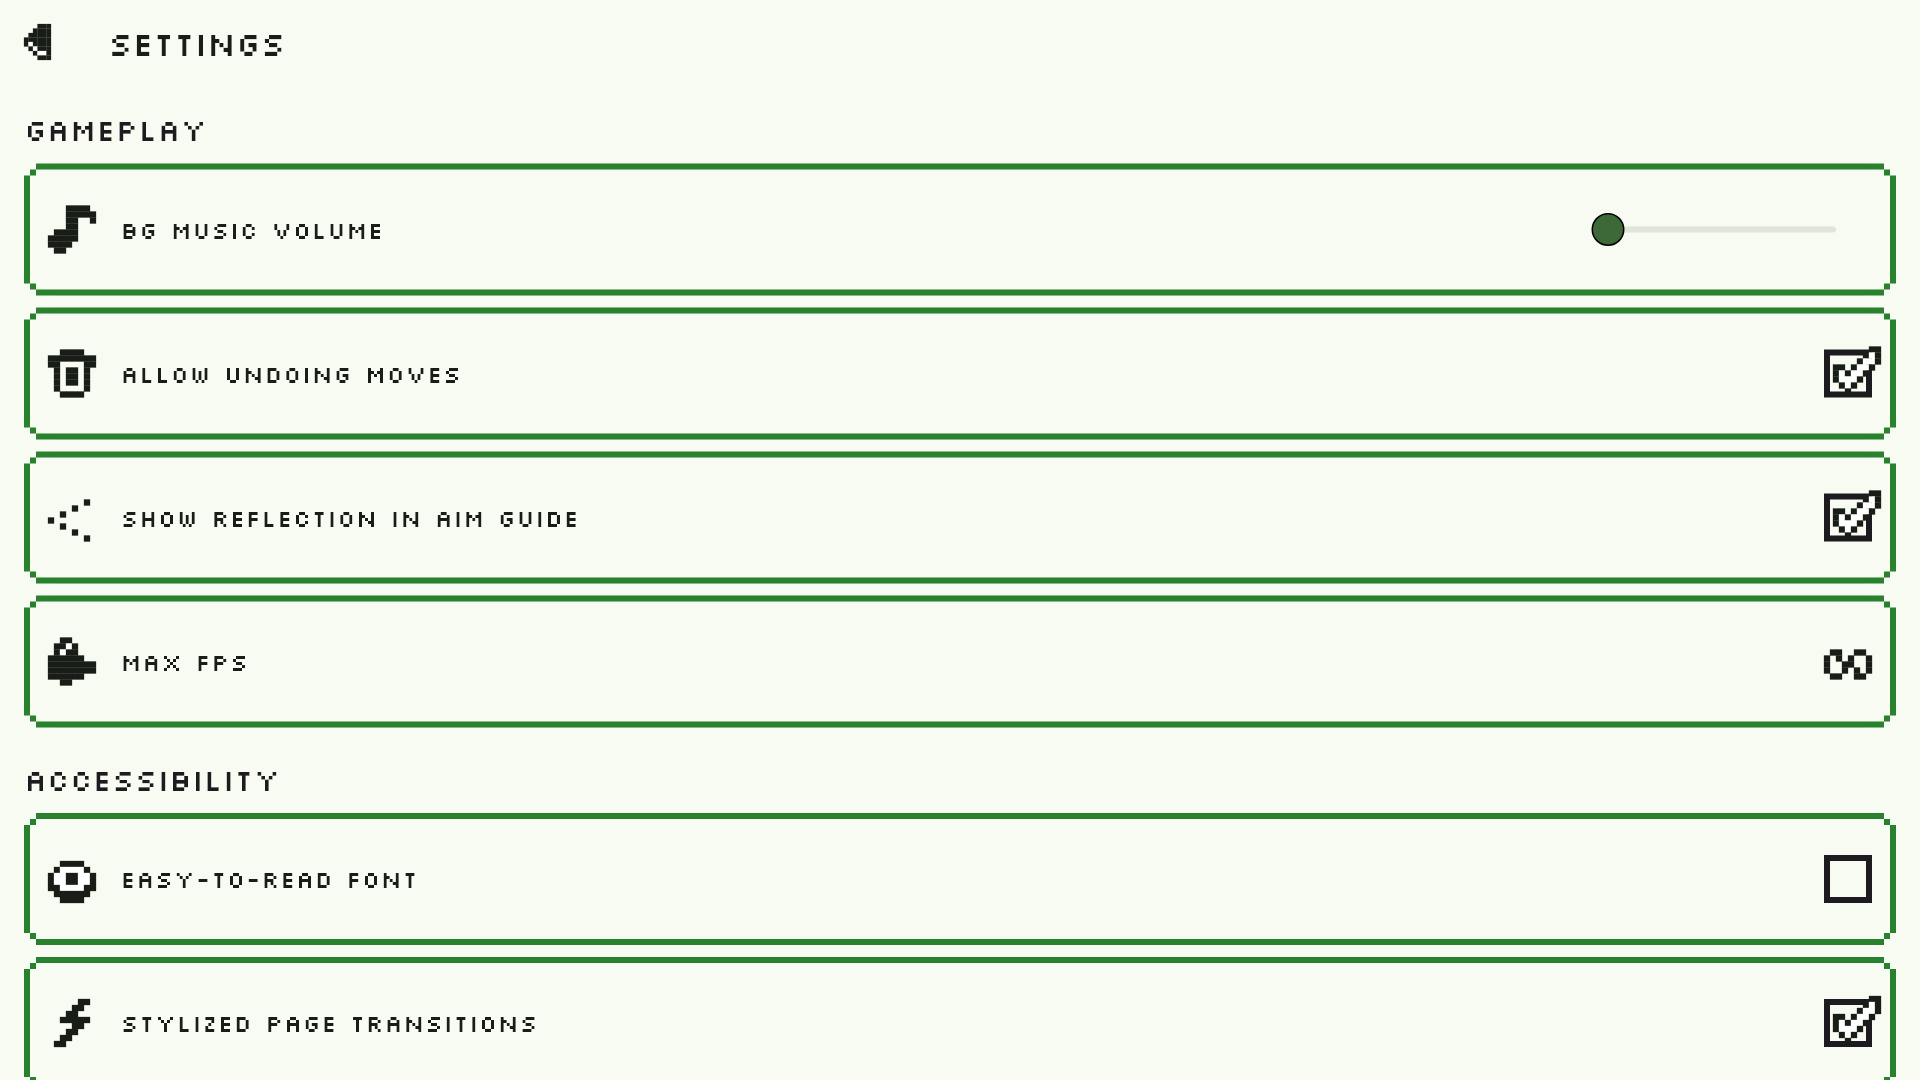 SETTINGS
GAMEPLAY
BG MUSIC VOLUME
ALLOW UNDOING MOVES
SHOW REFLECTION IN AIM GUIDE
MAX FPS
∞
ACCESSIBILITY
EASY-TO-READ FONT
STYLIZED PAGE TRANSITIONS